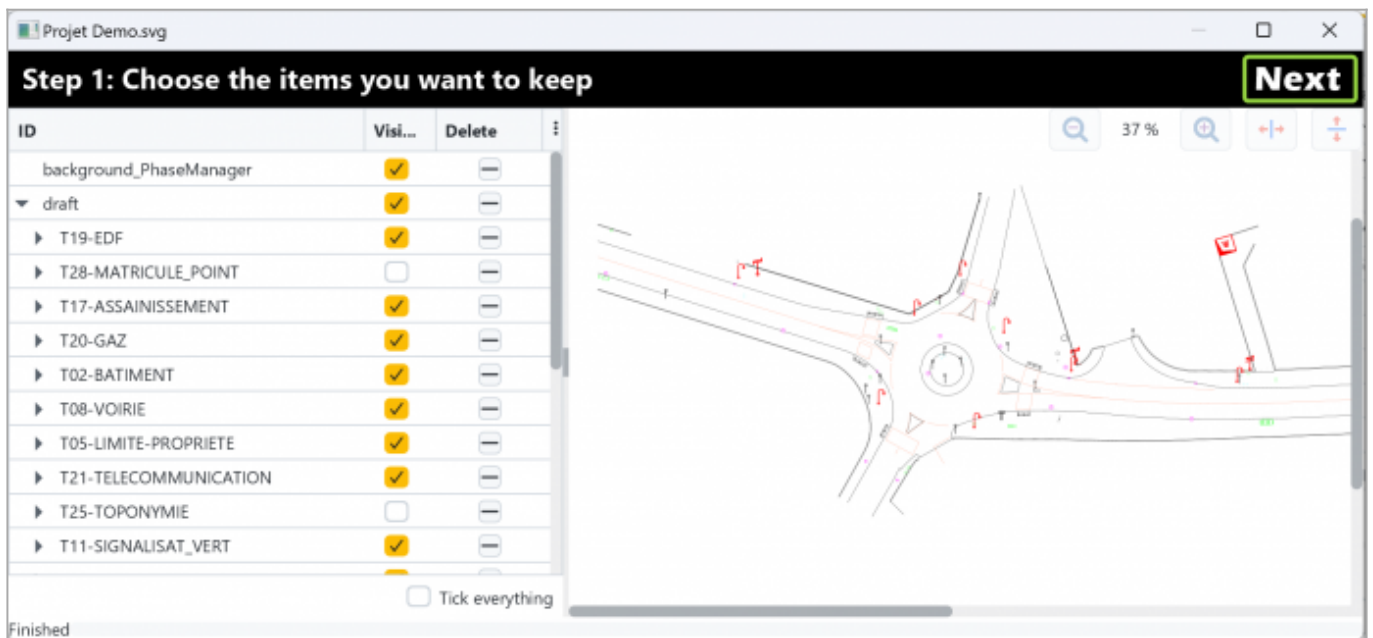 Projet Demo.svg
Step 1: Choose the items you want to keep
Next
ID Visi... Delete
37 %
background_PhaseManager
draft
T19-EDF
T28-MATRICULE_POINT
T17-ASSAINISSEMENT
T20-GAZ
T02-BATIMENT
T08-VOIRIE
T05-LIMITE-PROPRIETE
T21-TELECOMMUNICATION
T25-TOPONYMIE
T11-SIGNALISAT_VERT
Tick everything
Finished